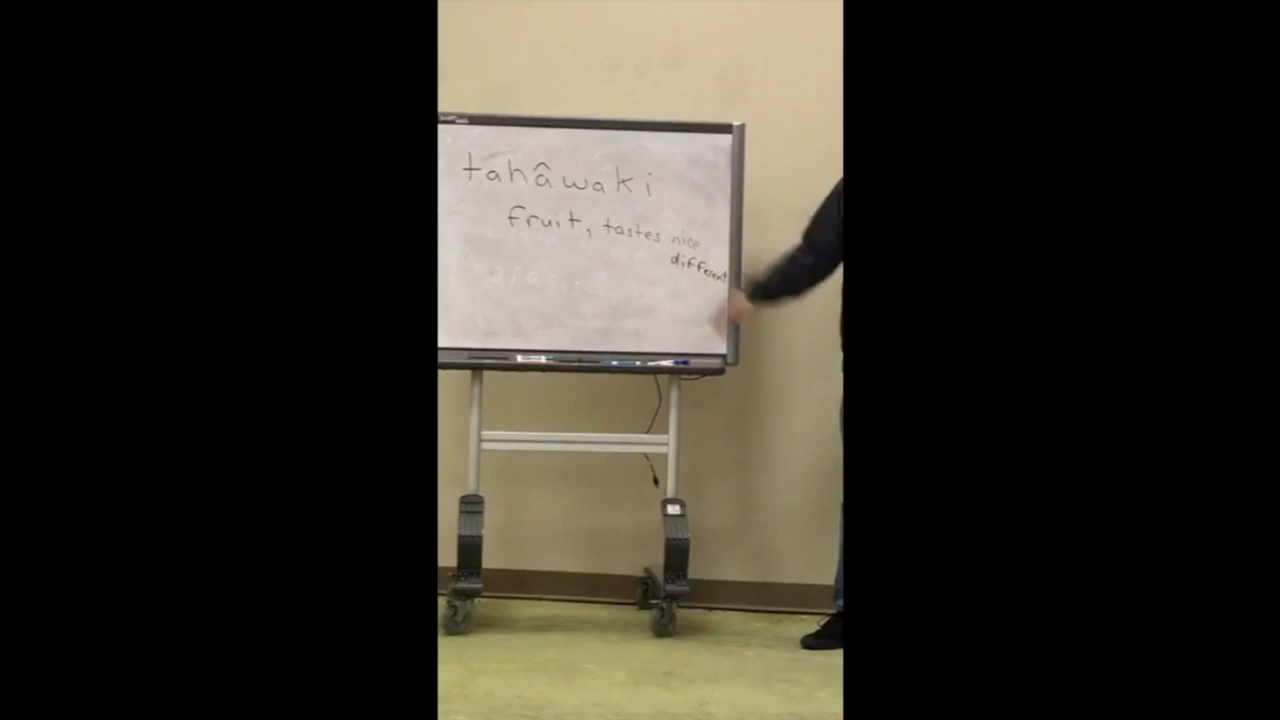 tahâwaki
fruit, tastes nice
different